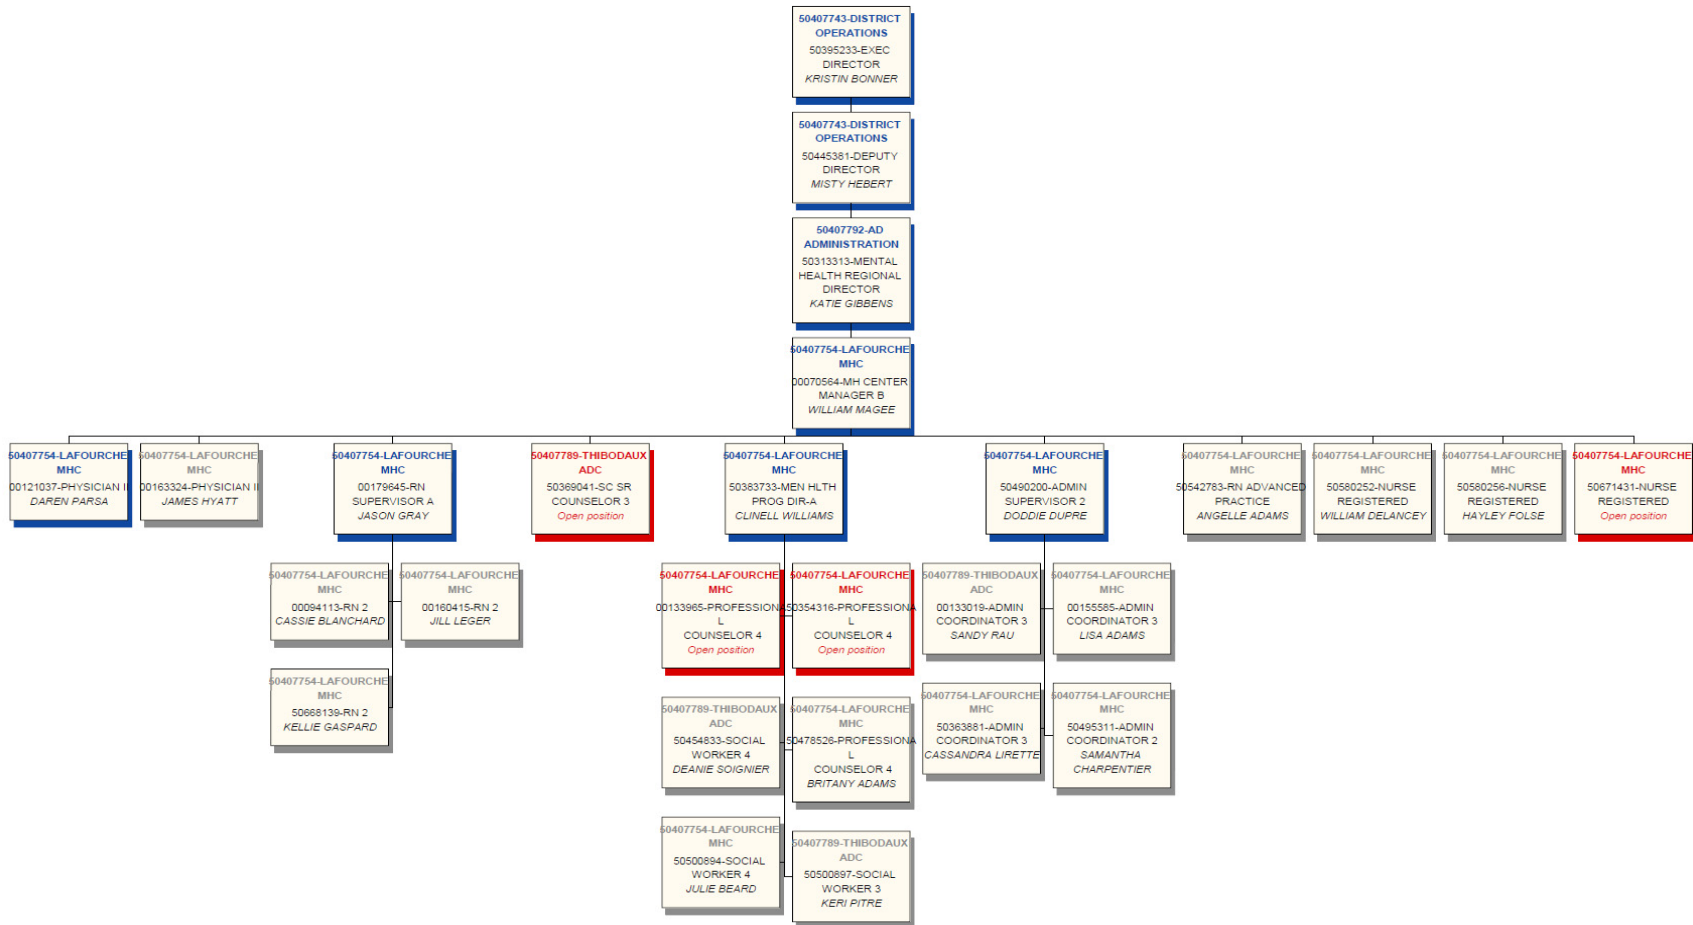 50407743-DISTRICT
OPERATIONS
50395233-EXEC
DIRECTOR
KRISTIN BONNER
50407743-DISTRICT
OPERATIONS
50445381-DEPUTY
DIRECTOR
MISTY HEBERT
50407792-AD
ADMINISTRATION
50313313-MENTAL
HEALTH REGIONAL
DIRECTOR
KATIE GIBBENS
50407754-LAFOURCHE
MHC
00070564-MH CENTER
MANAGER B
WILLIAM MAGEE
50407754-LAFOURCHE
MHC
00121037-PHYSICIAN II
DAREN PARSA
50407754-LAFOURCHE
MHC
00163324-PHYSICIAN II
JAMES HYATT
50407754-LAFOURCHE
MHC
00179645-RN
SUPERVISOR A
JASON GRAY
50407789-THIBODAUX
ADC
50369041-SC SR
COUNSELOR 3
Open position
50407754-LAFOURCHE
MHC
50383733-MEN HLTH
PROG DIR-A
CLINELL WILLIAMS
50407754-LAFOURCHE
MHC
50490200-ADMIN
SUPERVISOR 2
DODDIE DUPRE
50407754-LAFOURCHE
MHC
50542783-RN ADVANCED
PRACTICE
ANGELLE ADAMS
50407754-LAFOURCHE
MHC
50580252-NURSE
REGISTERED
WILLIAM DELANCEY
50407754-LAFOURCHE
MHC
50580256-NURSE
REGISTERED
HAYLEY FOLSE
50407754-LAFOURCHE
MHC
50671431-NURSE
REGISTERED
Open position
50407754-LAFOURCHE
MHC
00094113-RN 2
CASSIE BLANCHARD
50407754-LAFOURCHE
MHC
00160415-RN 2
JILL LEGER
50407754-LAFOURCHE
MHC
50668139-RN 2
KELLIE GASPARD
50407754-LAFOURCHE
MHC
00133965-PROFESSIONA
L
COUNSELOR 4
Open position
50407754-LAFOURCHE
MHC
50354316-PROFESSIONA
L
COUNSELOR 4
Open position
50407789-THIBODAUX
ADC
50454833-SOCIAL
WORKER 4
DEANIE SOIGNIER
50407754-LAFOURCHE
MHC
50478526-PROFESSIONA
L
COUNSELOR 4
BRITANY ADAMS
50407754-LAFOURCHE
MHC
50500894-SOCIAL
WORKER 4
JULIE BEARD
50407789-THIBODAUX
ADC
50500897-SOCIAL
WORKER 3
KERI PITRE
50407789-THIBODAUX
ADC
00133019-ADMIN
COORDINATOR 3
SANDY RAU
50407754-LAFOURCHE
MHC
00155585-ADMIN
COORDINATOR 3
LISA ADAMS
50407754-LAFOURCHE
MHC
50363881-ADMIN
COORDINATOR 3
CASSANDRA LIRETTE
50407754-LAFOURCHE
MHC
50495311-ADMIN
COORDINATOR 2
SAMANTHA
CHARPENTIER